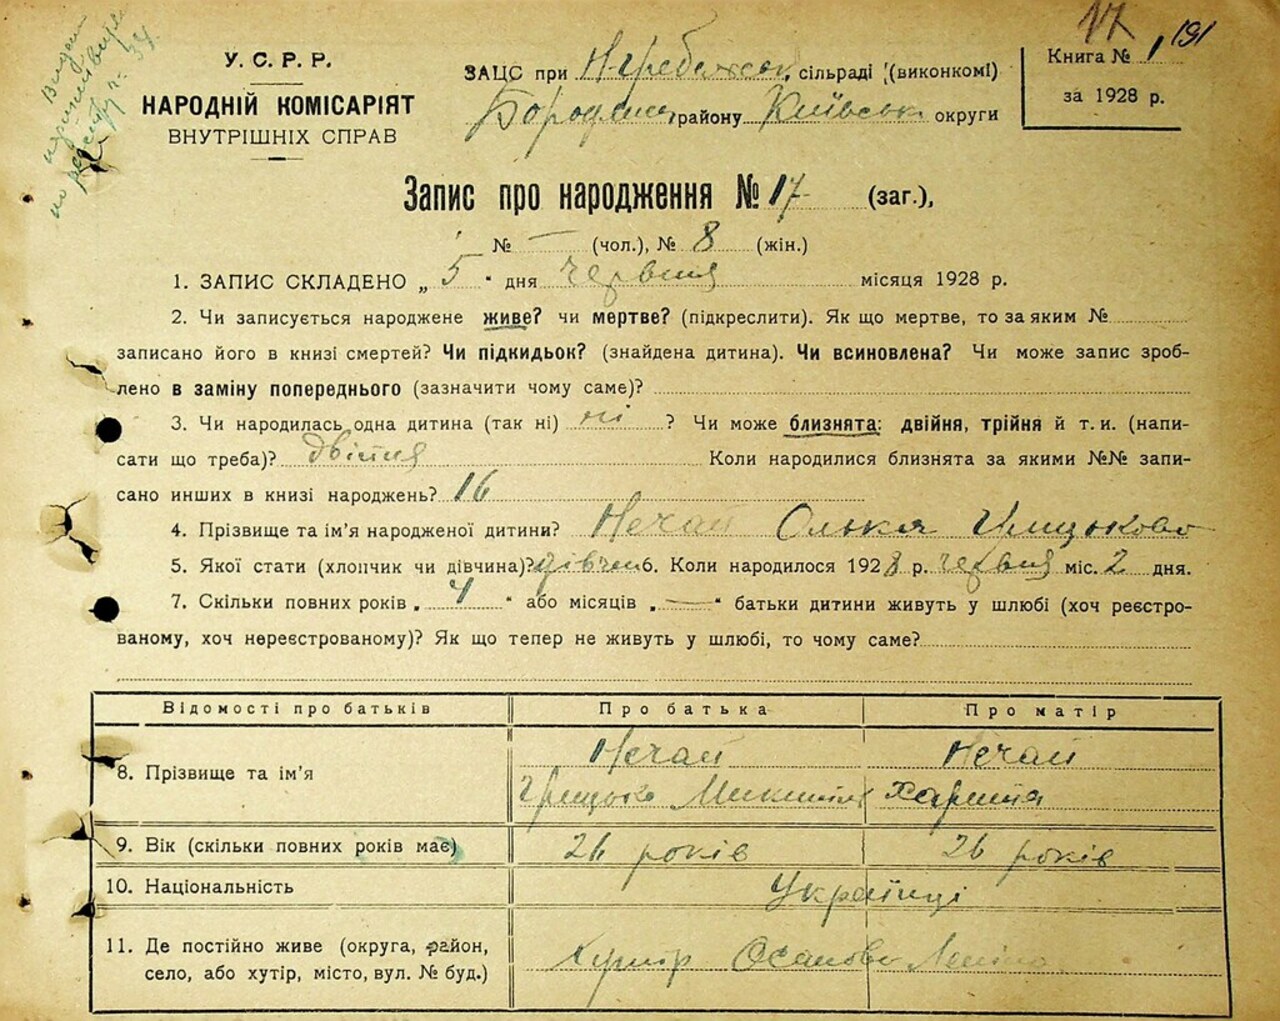 17 191
У. С. Р. Р.
НАРОДНІЙ КОМІСАРІЯТ
ВНУТРІШНІХ СПРАВ
ЗАЦС при сільраді (виконкомі)
району Київськ округи
Книга № 1
за 1928 р.
Запис про народження № 17 (заг.),
№ — (чол.), № 8 (жін.)
1. ЗАПИС СКЛАДЕНО „ 5 “ дня червня місяця 1928 р.
2. Чи записується народжене живе? чи мертве? (підкреслити). Як що мертве, то за яким №
записано його в книзі смертей? Чи підкидьок? (знайдена дитина). Чи всиновлена? Чи може запис зроб-
лено в заміну попереднього (зазначити чому саме)?
3. Чи народилась одна дитина (так ні) ні ? Чи може близнята: двійня, трійня й т. и. (напи-
сати що треба)? двійня Коли народилися близнята за якими №№ запи-
сано инших в книзі народжень? 16
4. Прізвище та ім’я народженої дитини? Нечай Олька
5. Якої стати (хлопчик чи дівчина)? дівчин 6. Коли народилося 1928 р. червня міс. 2 дня.
7. Скільки повних років „ 4 “ або місяців „ — “ батьки дитини живуть у шлюбі (хоч реєстро-
ваному, хоч нереєстрованому)? Як що тепер не живуть у шлюбі, то чому саме?
Відомості про батьків Про батька Про матір
8. Прізвище та ім’я Нечай Нечай
Грицько Харитя
9. Вік (скільки повних років має) 26 років 26 років
10. Національність Українці
11. Де постійно живе (округа, район,
село, або хутір, місто, вул. № буд.) Хутір